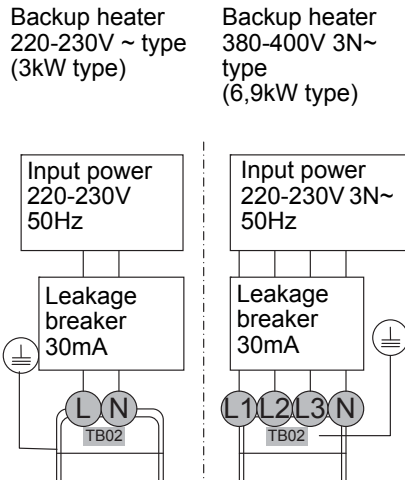 Backup heater
220-230V ~ type
(3kW type)
Backup heater
380-400V 3N~
type
(6,9kW type)
Input power
220-230V
50Hz
Leakage
breaker
30mA
L N
TB02
Input power
220-230V 3N~
50Hz
Leakage
breaker
30mA
L1 L2 L3 N
TB02